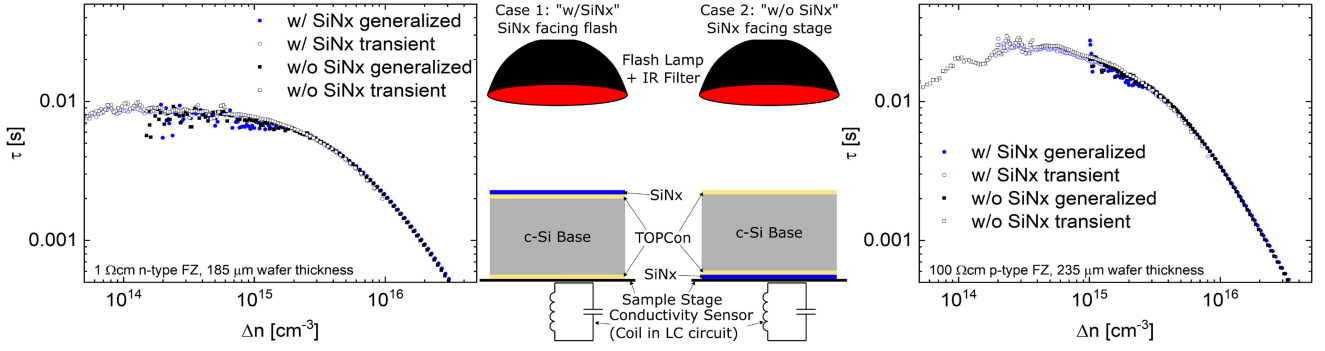 w/ SiNx generalized
w/ SiNx transient
w/o SiNx generalized
w/o SiNx transient
0.01
0.001
τ [s]
1 Ωcm n-type FZ, 185 μm wafer thickness
10^14
10^15
10^16
Δn [cm^-3]
Case 1: "w/SiNx"
SiNx facing flash
Case 2: "w/o SiNx"
SiNx facing stage
Flash Lamp
+ IR Filter
SiNx
c-Si Base
TOPCon
c-Si Base
SiNx
Sample Stage
Conductivity Sensor
(Coil in LC circuit)
0.01
0.001
τ [s]
w/ SiNx generalized
w/ SiNx transient
w/o SiNx generalized
w/o SiNx transient
100 Ωcm p-type FZ, 235 μm wafer thickness
10^14
10^15
10^16
Δn [cm^-3]